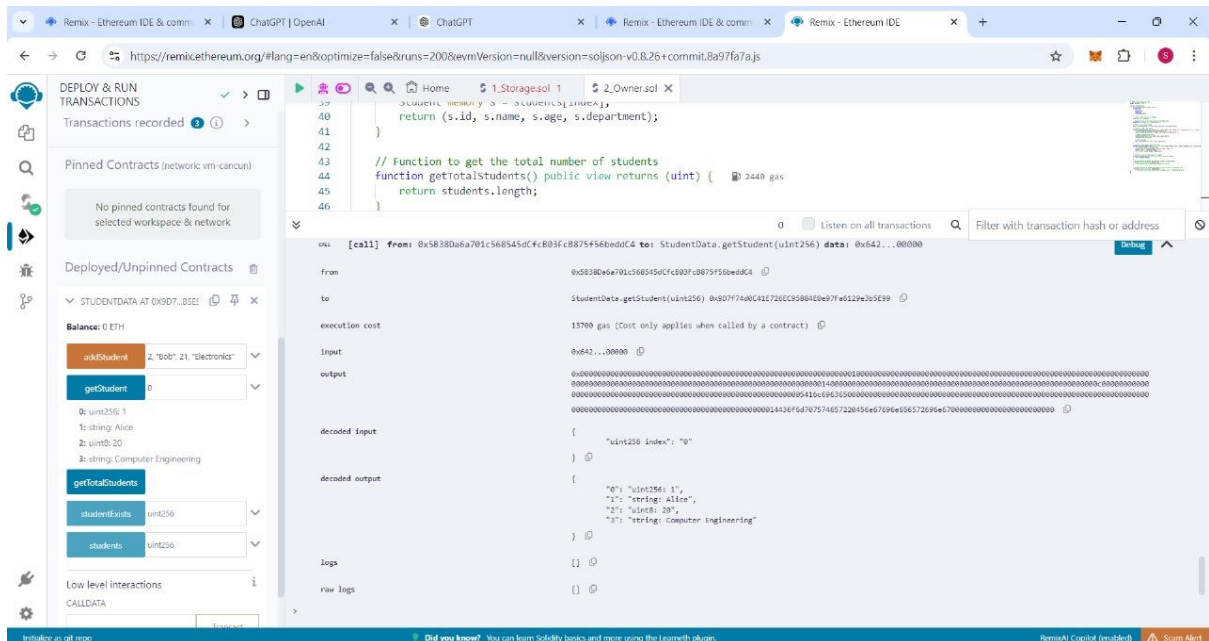 Remix - Ethereum IDE & comm
ChatGPT | OpenAI
ChatGPT
Remix - Ethereum IDE & comm
Remix - Ethereum IDE
https://remix.ethereum.org/#lang=en&optimize=false&runs=200&evmVersion=null&version=soljson-v0.8.26+commit.8a97fa7a.js
S
DEPLOY & RUN
TRANSACTIONS
Transactions recorded 3 i
Pinned Contracts (network: vm-cancun)
No pinned contracts found for
selected workspace & network
Deployed/Unpinned Contracts
STUDENTDATA AT 0X9D7...B5E9
Balance: 0 ETH
addStudent 2, "Bob", 21, "Electronics"
getStudent 0
0: uint256: 1
1: string: Alice
2: uint8: 20
3: string: Computer Engineering
getTotalStudents
studentExists uint256
students uint256
Low level interactions i
CALLDATA
Transact
Home
1_Storage.sol 1
2_Owner.sol
39 Student memory s = students[index];
40 return (s.id, s.name, s.age, s.department);
41 }
42
43 // Function to get the total number of students
44 function getTotalStudents() public view returns (uint) { 2440 gas
45 return students.length;
46 }
0 Listen on all transactions Filter with transaction hash or address
CALL [call] from: 0x5B38Da6a701c568545dCfcB03FcB875f56beddC4 to: StudentData.getStudent(uint256) data: 0x642...00000 Debug
from 0x5B38Da6a701c568545dCfcB03FcB875f56beddC4
to StudentData.getStudent(uint256)
execution cost 13700 gas (Cost only applies when called by a contract)
input 0x642...00000
output
decoded input {
"uint256 index": "0"
}
decoded output {
"0": "uint256: 1",
"1": "string: Alice",
"2": "uint8: 20",
"3": "string: Computer Engineering"
}
logs []
raw logs []
>
Initialize as git repo
Did you know? You can learn Solidity basics and more using the Learneth plugin.
RemixAI Copilot (enabled)
Scam Alert